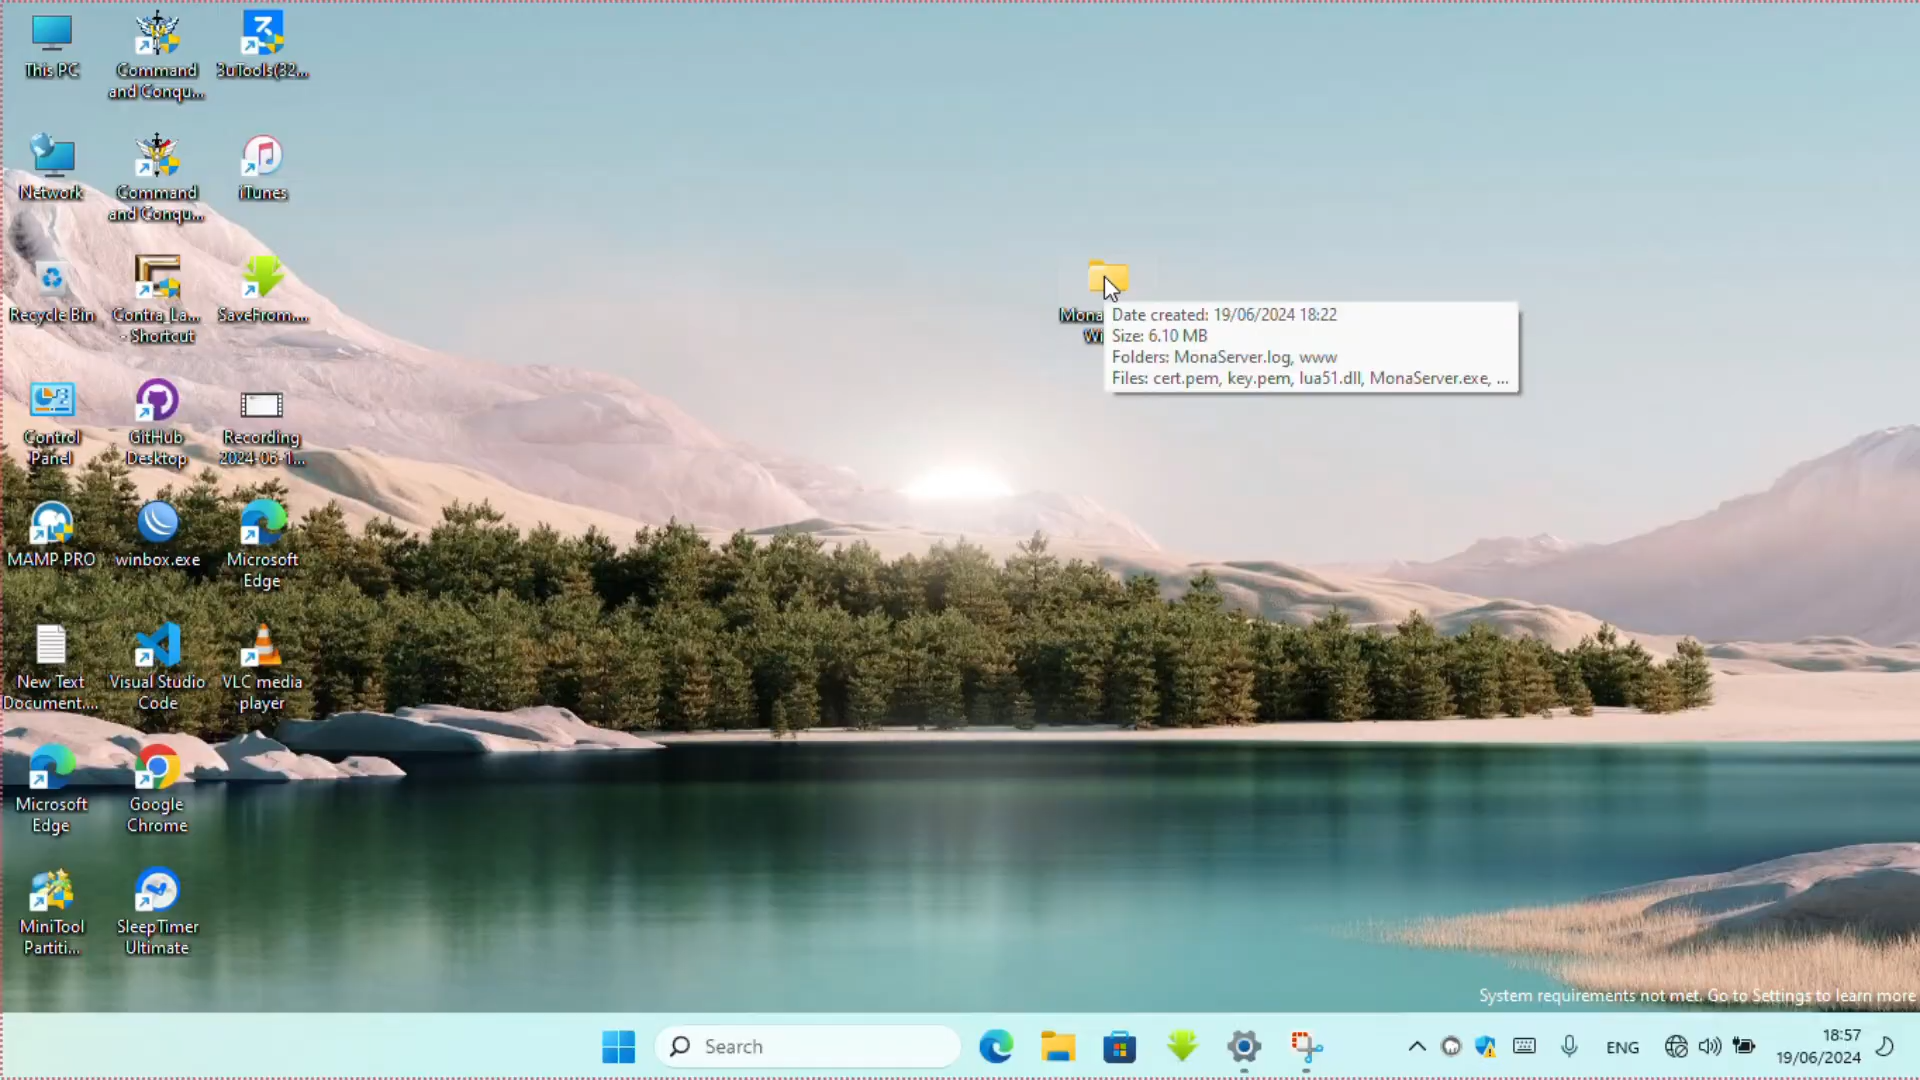 This PC
Command
and Conqu...
3uTools(32...
Network
Command
and Conqu...
iTunes
Recycle Bin
Contra_La...
- Shortcut
SaveFrom....
Mona
Wi
Date created: 19/06/2024 18:22
Size: 6.10 MB
Folders: MonaServer.log, www
Files: cert.pem, key.pem, lua51.dll, MonaServer.exe, ...
Control
Panel
GitHub
Desktop
Recording
2024-06-1...
MAMP PRO
winbox.exe
Microsoft
Edge
New Text
Document....
Visual Studio
Code
VLC media
player
Microsoft
Edge
Google
Chrome
MiniTool
Partiti...
SleepTimer
Ultimate
System requirements not met. Go to Settings to learn more
Search
ENG
18:57
19/06/2024